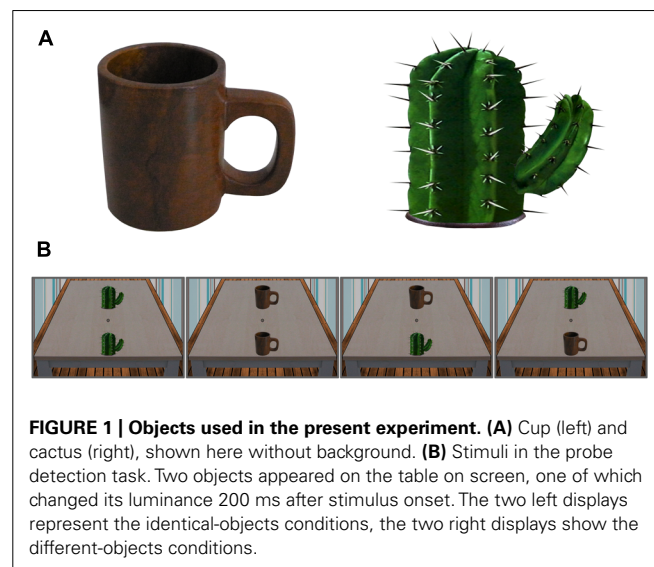 A
B
FIGURE 1 | Objects used in the present experiment. (A) Cup (left) and
cactus (right), shown here without background. (B) Stimuli in the probe
detection task. Two objects appeared on the table on screen, one of which
changed its luminance 200 ms after stimulus onset. The two left displays
represent the identical-objects conditions, the two right displays show the
different-objects conditions.